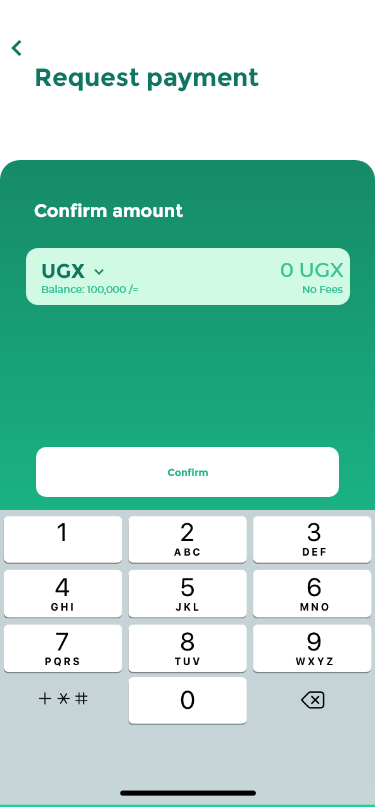 Request payment
Confirm amount
UGX 0 UGX
Balance: 100,000 /= No Fees
Confirm
1 2 3
ABC DEF
4 5 6
GHI JKL MNO
7 8 9
PQRS TUV WXYZ
+ * # 0